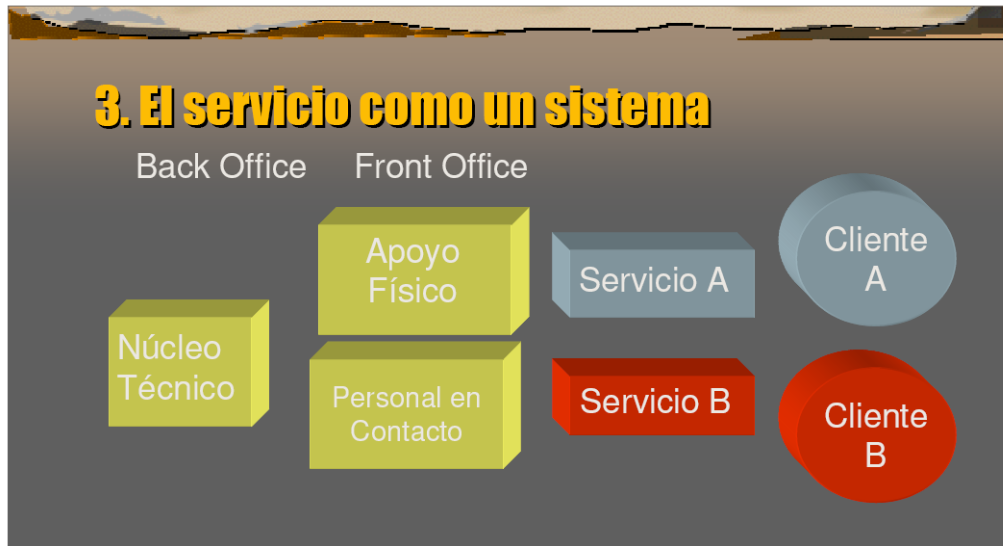 3. El servicio como un sistema
Back Office
Front Office
Apoyo
Físico
Servicio A
Cliente
A
Núcleo
Técnico
Personal en
Contacto
Servicio B
Cliente
B